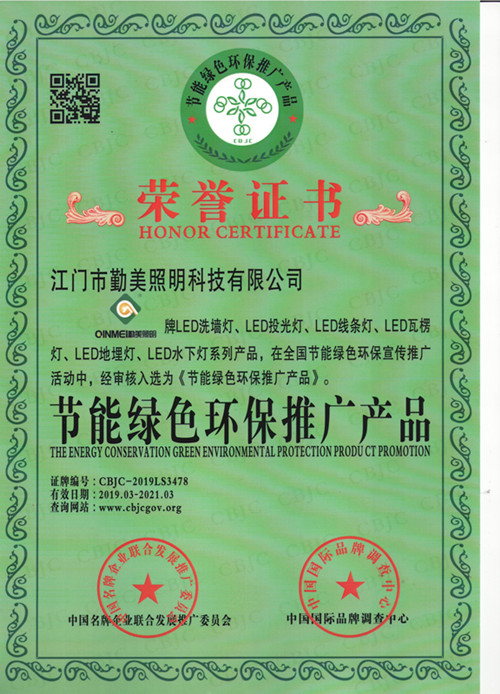 节能绿色环保推广产品
CBJC
荣誉证书
HONOR CERTIFICATE
江门市勤美照明科技有限公司
QINMEI勤美照明 牌LED洗墙灯、LED投光灯、LED线条灯、LED瓦楞
灯、LED地埋灯、LED水下灯系列产品，在全国节能绿色环保宣传推广
活动中，经审核入选为《节能绿色环保推广产品》。
节能绿色环保推广产品
THE ENERGY CONSERVATION GREEN ENVIRONMENTAL PROTECTION PRODU CT PROMOTION
证牌编号：CBJC-2019LS3478
有效日期：2019.03-2021.03
查询网站：www.cbjcgov.org
中国名牌企业联合发展推广委员会
中国国际品牌调查中心
中国名牌企业联合发展推广委员会
中国国际品牌调查中心